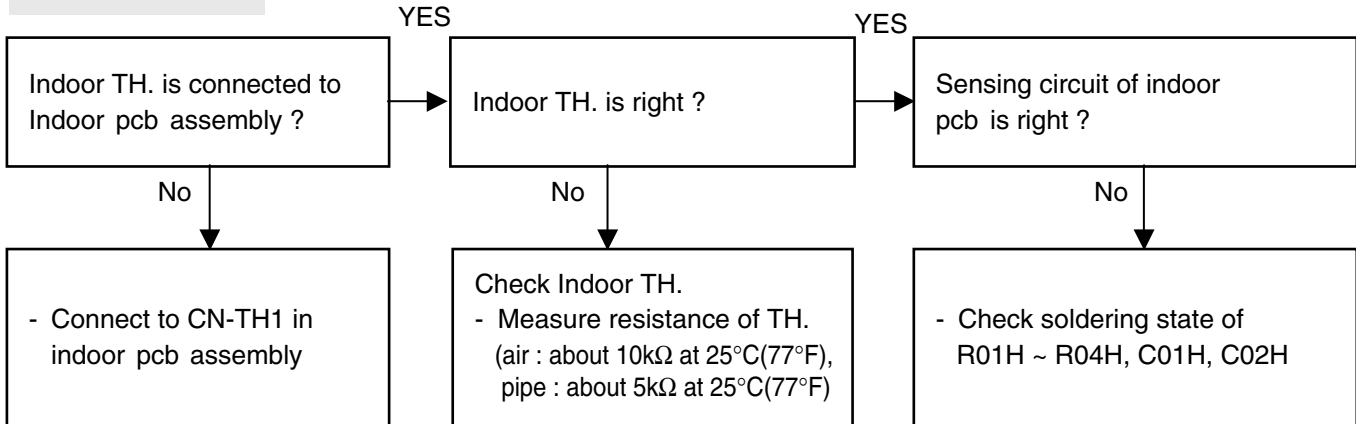 YES
YES
Indoor TH. is connected to
Indoor pcb assembly ?
Indoor TH. is right ?
Sensing circuit of indoor
pcb is right ?
No
No
No
- Connect to CN-TH1 in
indoor pcb assembly
Check Indoor TH.
- Measure resistance of TH.
(air : about 10kΩ at 25°C(77°F),
pipe : about 5kΩ at 25°C(77°F)
- Check soldering state of
R01H ~ R04H, C01H, C02H